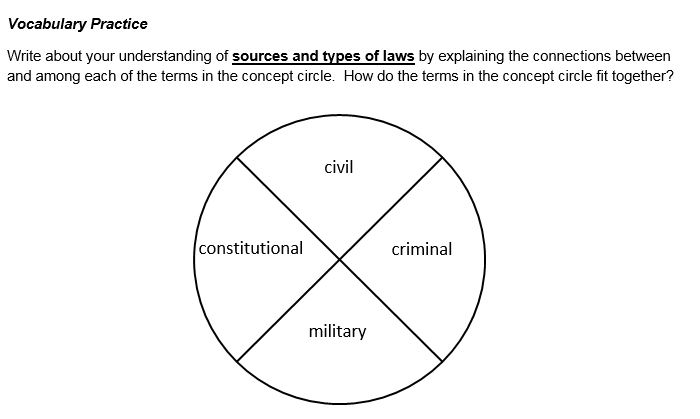 Vocabulary Practice
Write about your understanding of sources and types of laws by explaining the connections between
and among each of the terms in the concept circle.  How do the terms in the concept circle fit together?
civil
constitutional
criminal
military